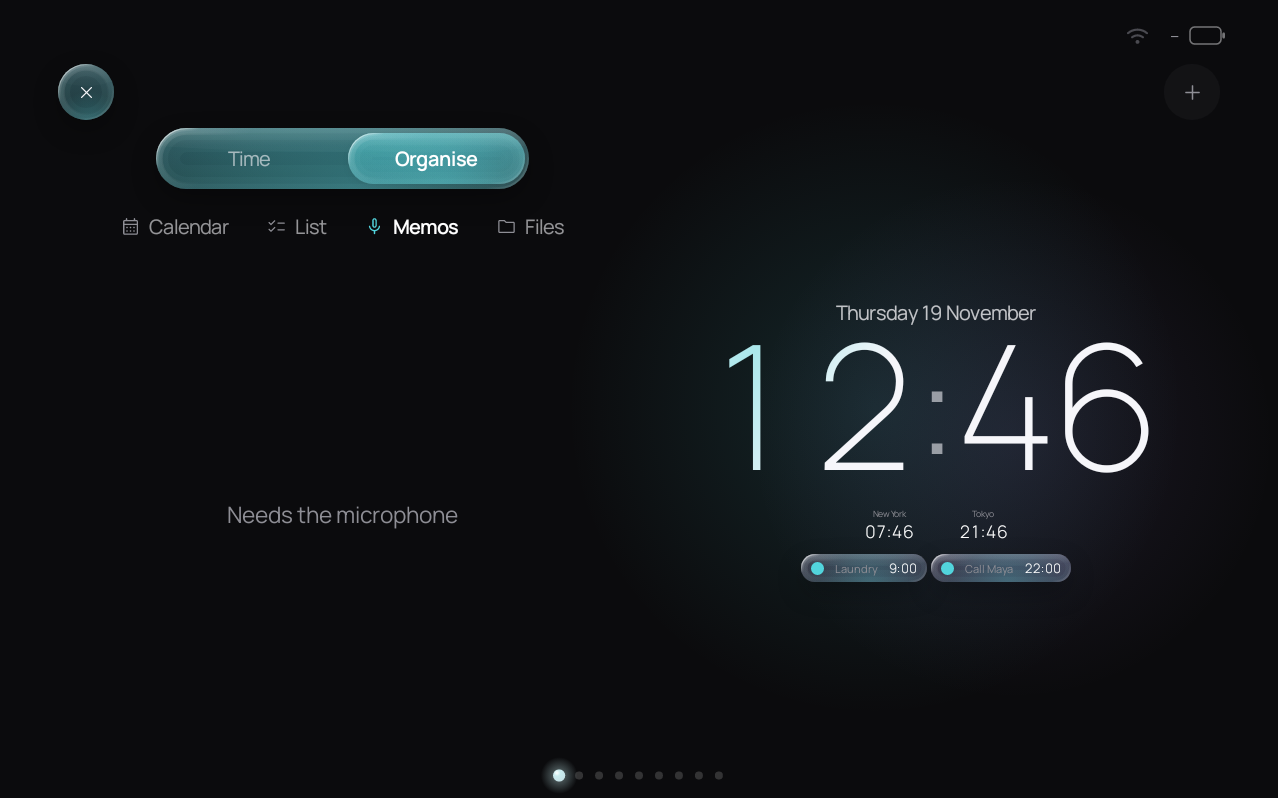 –
Time
Organise
Calendar
List
Memos
Files
Thursday 19 November
12:46
Needs the microphone
New York
07:46
Tokyo
21:46
Laundry 9:00
Call Maya 22:00